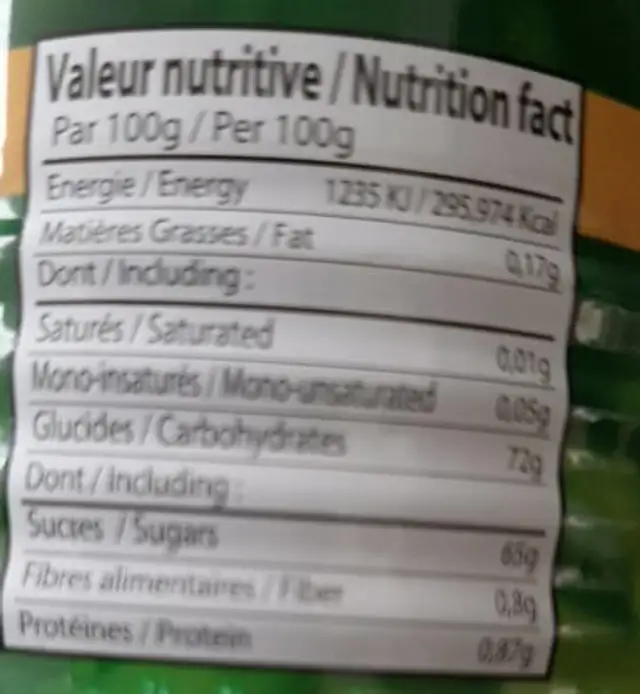 Valeur nutritive / Nutrition fact
Par 100g / Per 100g
Energie / Energy 1235 KJ / 295.974 Kcal
Matières Grasses / Fat 0,17g
Dont / Including :
Saturés / Saturated 0,01g
Mono-insaturés / Mono-unsaturated 0,05g
Glucides / Carbohydrates 72g
Dont / Including :
Sucres / Sugars 65g
Fibres alimentaires / Fiber 0,8g
Protéines / Protein 0,87g